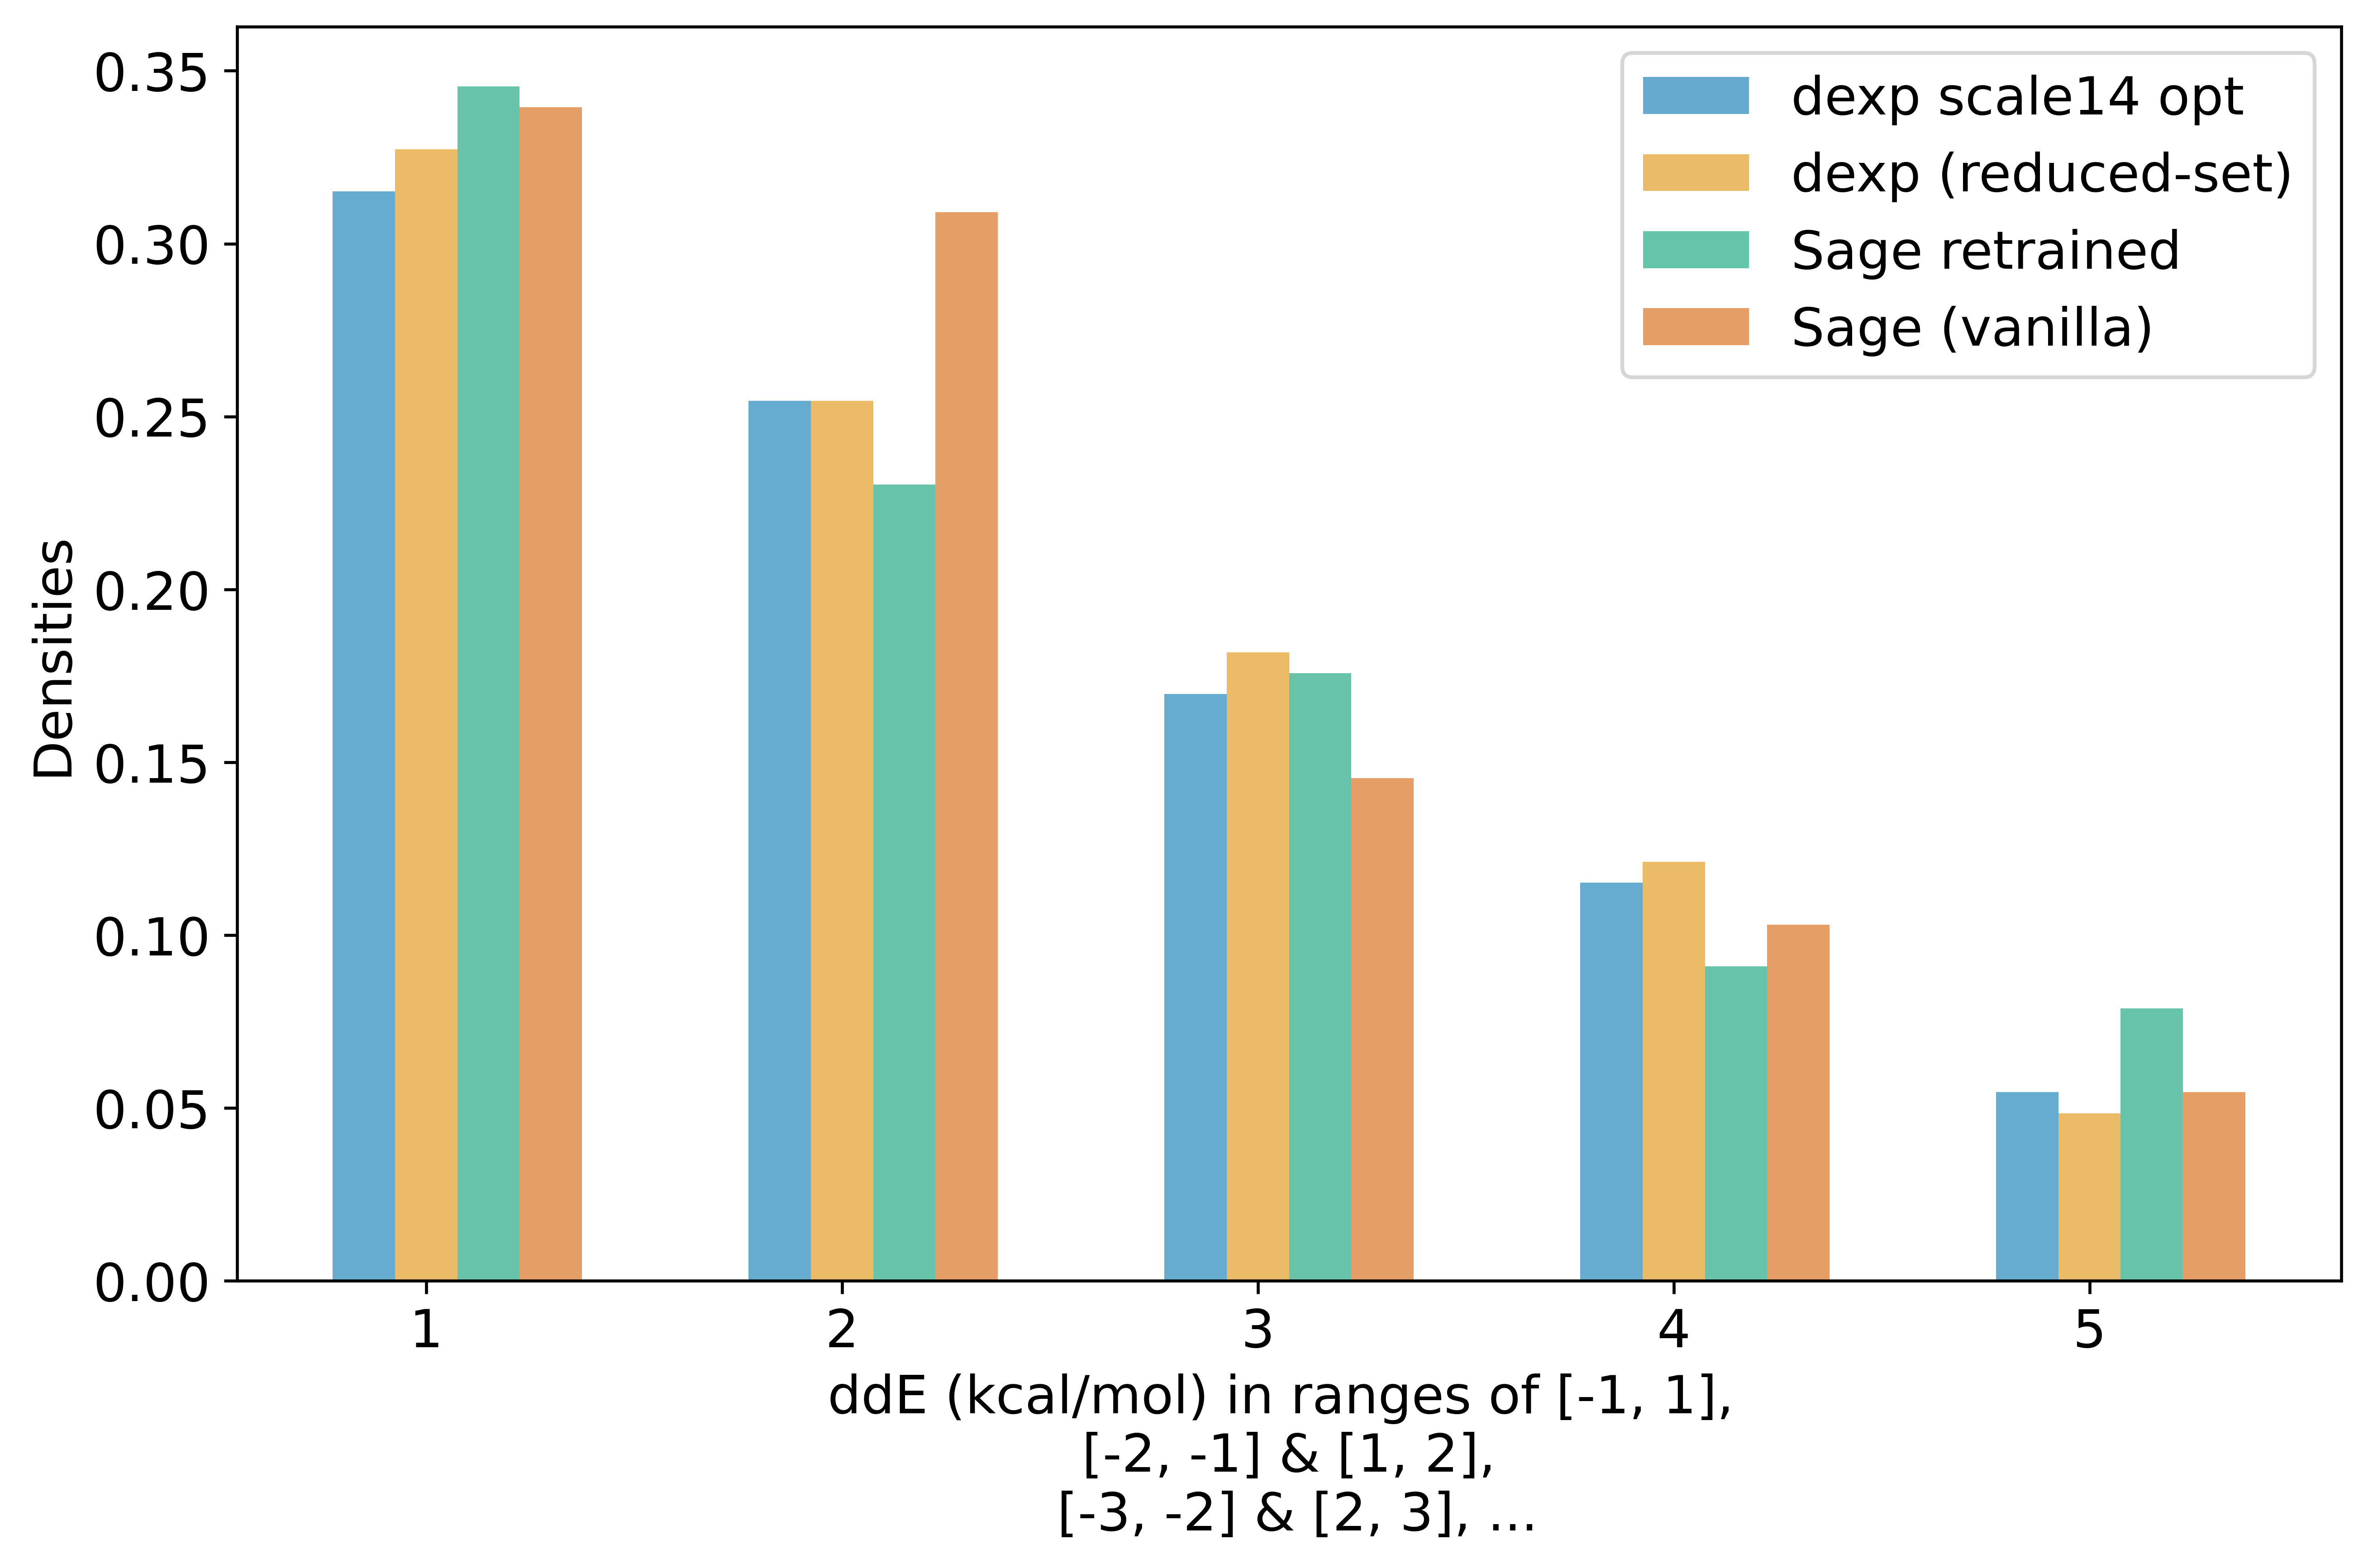 0.35
0.30
0.25
0.20
0.15
0.10
0.05
0.00
Densities
dexp scale14 opt
dexp (reduced-set)
Sage retrained
Sage (vanilla)
1 2 3 4 5
ddE (kcal/mol) in ranges of [-1, 1],
[-2, -1] & [1, 2],
[-3, -2] & [2, 3], ...